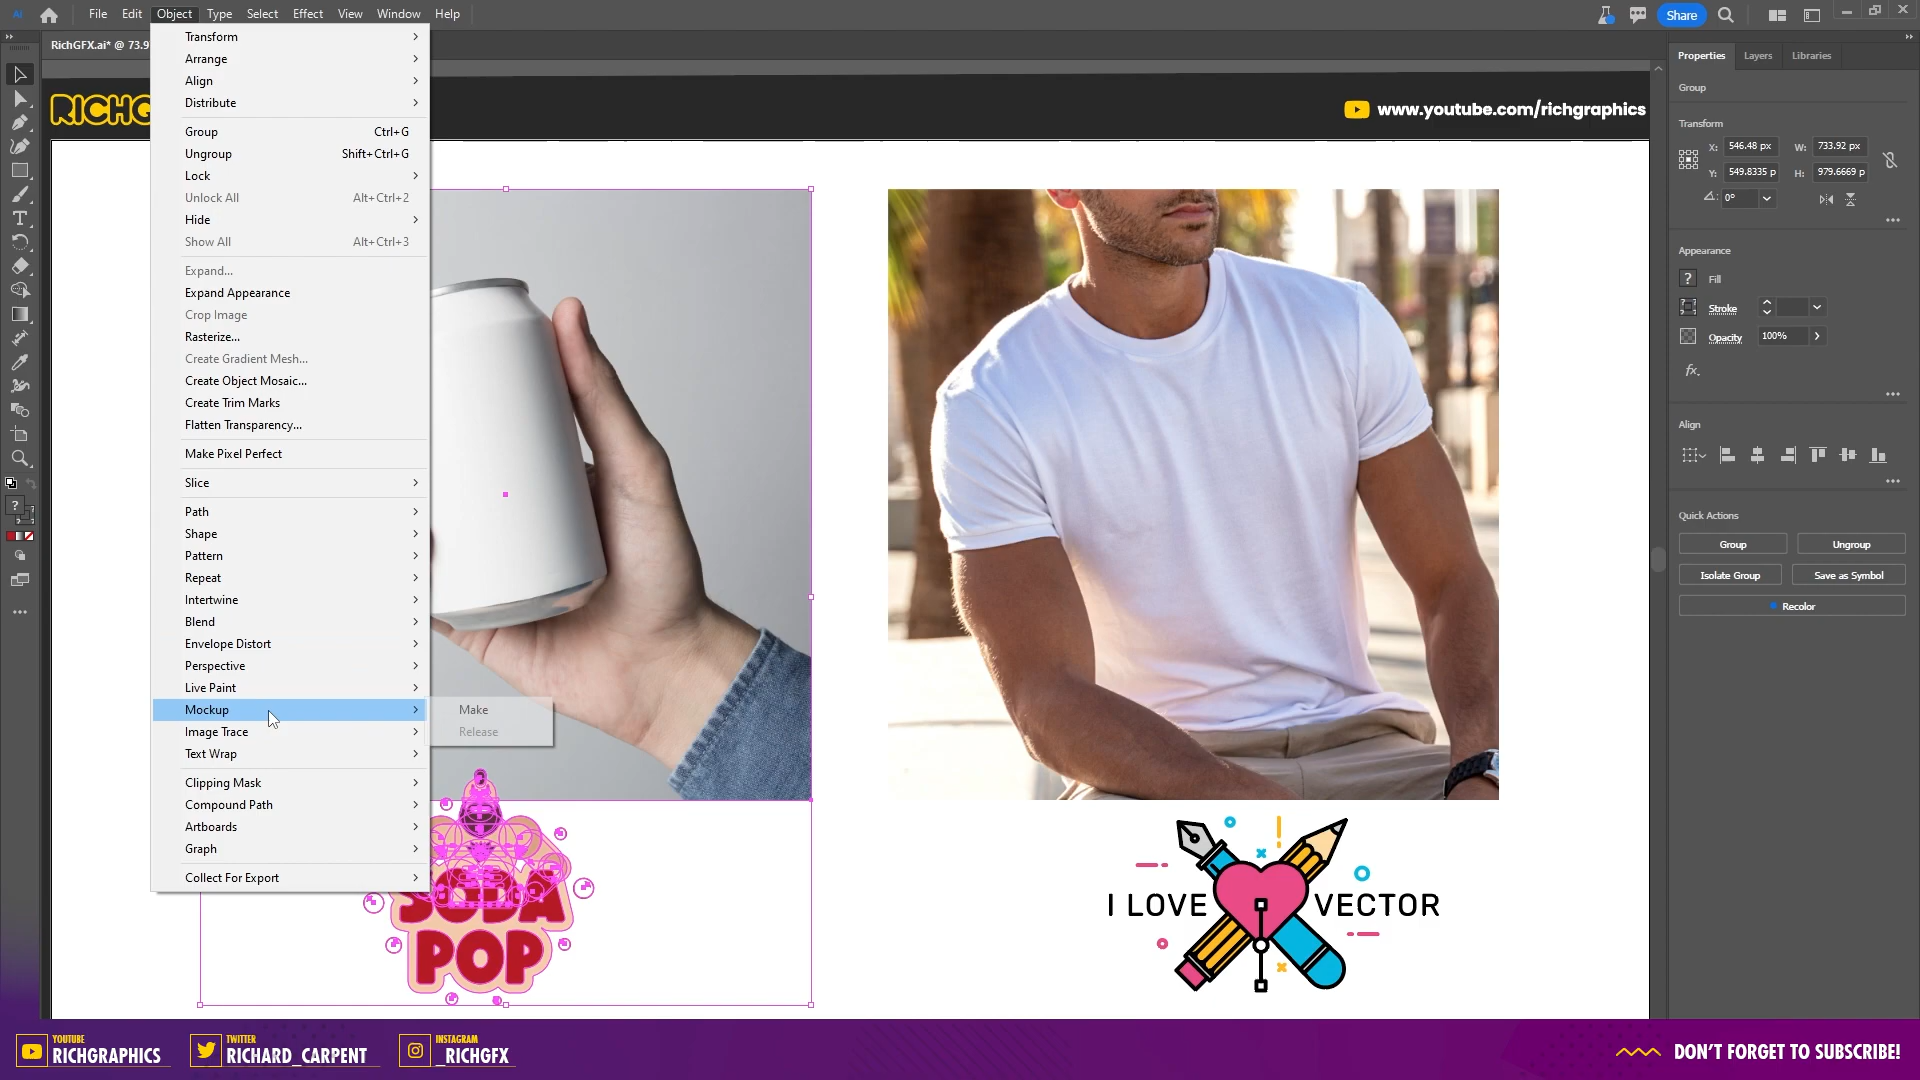 Ai
File Edit Object Type Select Effect View Window Help
Share
RichGFX.ai* @ 73.9
Properties Layers Libraries
www.youtube.com/richgraphics
Transform
Arrange
Align
Distribute
Group Ctrl+G
Ungroup Shift+Ctrl+G
Lock
Unlock All Alt+Ctrl+2
Hide
Show All Alt+Ctrl+3
Expand...
Expand Appearance
Crop Image
Rasterize...
Create Gradient Mesh...
Create Object Mosaic...
Create Trim Marks
Flatten Transparency...
Make Pixel Perfect
Slice
Path
Shape
Pattern
Repeat
Intertwine
Blend
Envelope Distort
Perspective
Live Paint
Mockup
Image Trace
Text Wrap
Clipping Mask
Compound Path
Artboards
Graph
Collect For Export
Make
Release
SODA
POP
I LOVE VECTOR
Group
Transform
X: 546.48 px W: 733.92 px
Y: 549.8335 p H: 979.6669 p
0°
Appearance
? Fill
Stroke
Opacity 100%
fx.
Align
Quick Actions
Group Ungroup
Isolate Group Save as Symbol
Recolor
YOUTUBE
RICHGRAPHICS
TWITTER
RICHARD_CARPENT
INSTAGRAM
_RICHGFX
DON'T FORGET TO SUBSCRIBE!